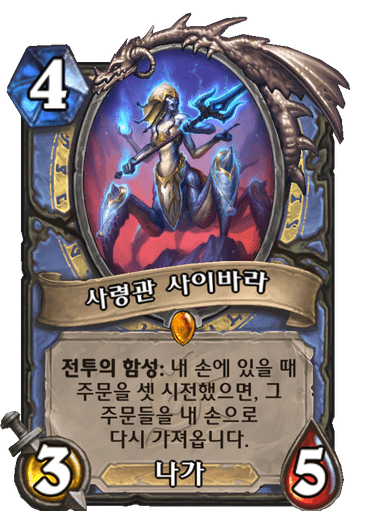 4
사령관 사이바라
전투의 함성: 내 손에 있을 때
주문을 셋 시전했으면, 그
주문들을 내 손으로
다시 가져옵니다.
3
나가
5